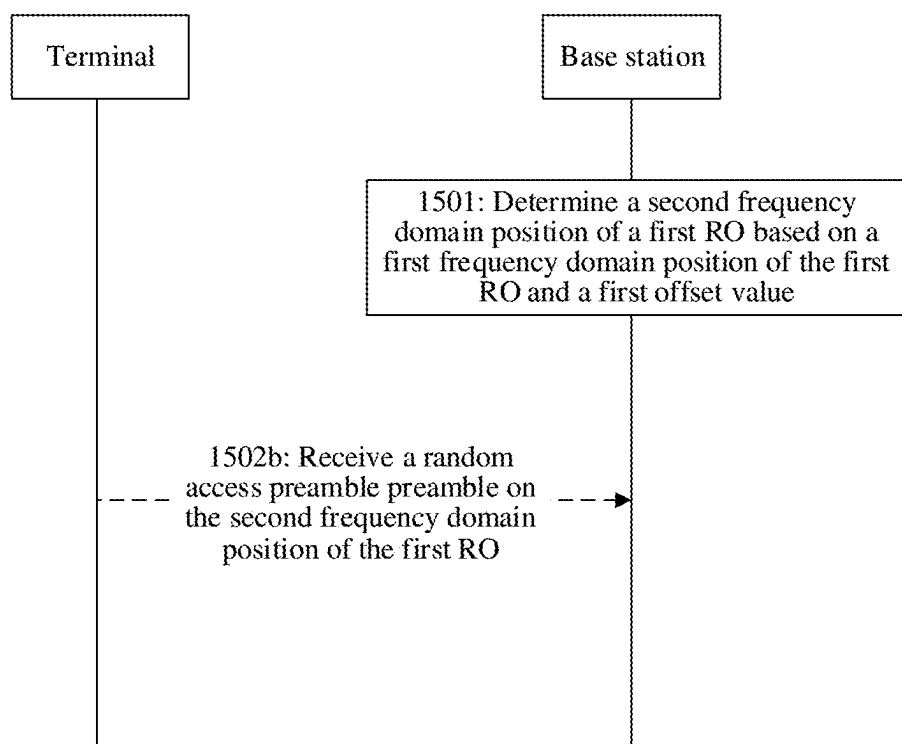 Terminal
Base station
1501: Determine a second frequency
domain position of a first RO based on a
first frequency domain position of the first
RO and a first offset value
1502b: Receive a random
access preamble preamble on
the second frequency domain
position of the first RO